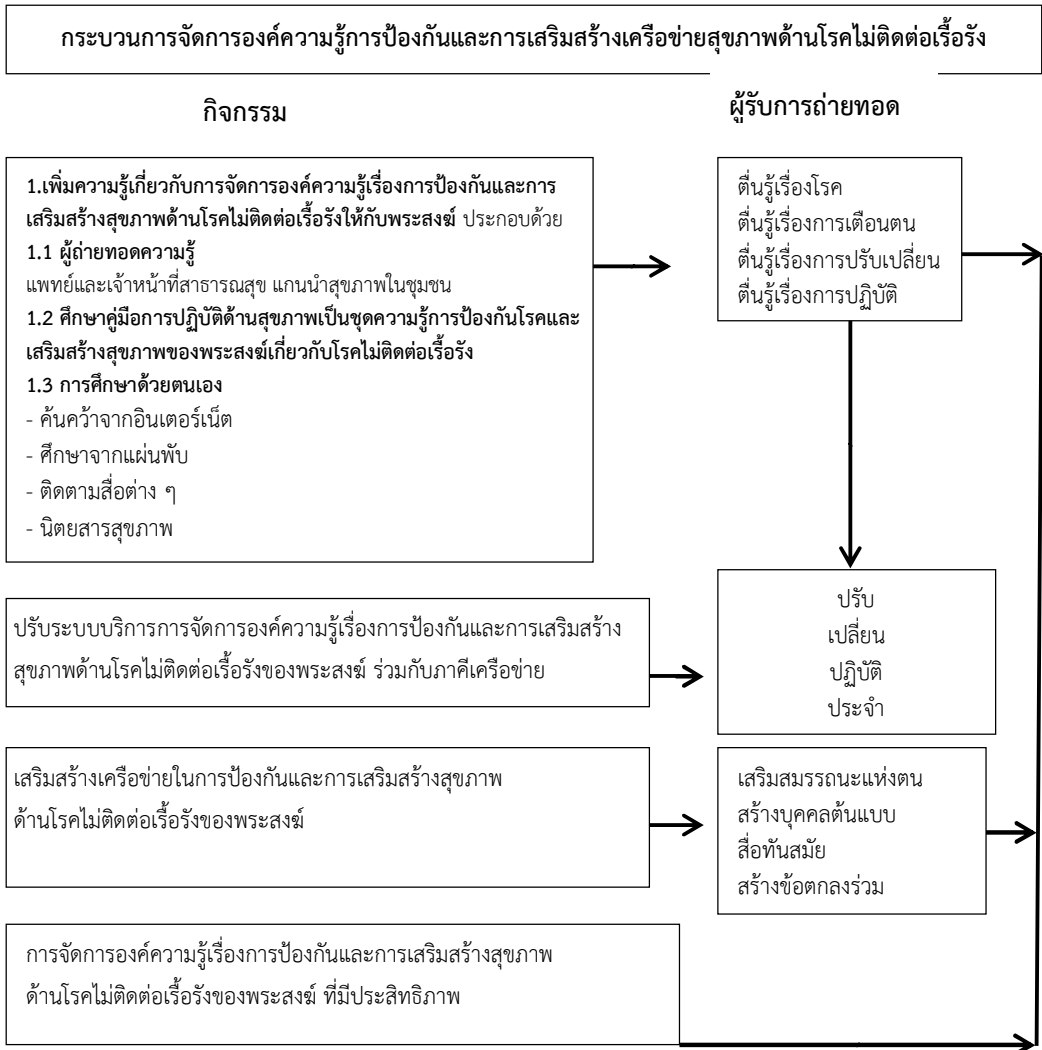 กระบวนการจัดการองค์ความรู้การป้องกันและการเสริมสร้างเครือข่ายสุขภาพด้านโรคไม่ติดต่อเรื้อรัง
กิจกรรม
ผู้รับการถ่ายทอด
1.เพิ่มความรู้เกี่ยวกับการจัดการองค์ความรู้เรื่องการป้องกันและการ
เสริมสร้างสุขภาพด้านโรคไม่ติดต่อเรื้อรังให้กับพระสงฆ์ ประกอบด้วย
1.1 ผู้ถ่ายทอดความรู้
แพทย์และเจ้าหน้าที่สาธารณสุข แกนนำสุขภาพในชุมชน
1.2 ศึกษาคู่มือการปฏิบัติด้านสุขภาพเป็นชุดความรู้การป้องกันโรคและ
เสริมสร้างสุขภาพของพระสงฆ์เกี่ยวกับโรคไม่ติดต่อเรื้อรัง
1.3 การศึกษาด้วยตนเอง
- ค้นคว้าจากอินเตอร์เน็ต
- ศึกษาจากแผ่นพับ
- ติดตามสื่อต่าง ๆ
- นิตยสารสุขภาพ
ตื่นรู้เรื่องโรค
ตื่นรู้เรื่องการเตือนตน
ตื่นรู้เรื่องการปรับเปลี่ยน
ตื่นรู้เรื่องการปฏิบัติ
ปรับระบบบริการการจัดการองค์ความรู้เรื่องการป้องกันและการเสริมสร้าง
สุขภาพด้านโรคไม่ติดต่อเรื้อรังของพระสงฆ์ ร่วมกับภาคีเครือข่าย
ปรับ
เปลี่ยน
ปฏิบัติ
ประจำ
เสริมสร้างเครือข่ายในการป้องกันและการเสริมสร้างสุขภาพ
ด้านโรคไม่ติดต่อเรื้อรังของพระสงฆ์
เสริมสมรรถนะแห่งตน
สร้างบุคคลต้นแบบ
สื่อทันสมัย
สร้างข้อตกลงร่วม
การจัดการองค์ความรู้เรื่องการป้องกันและการเสริมสร้างสุขภาพ
ด้านโรคไม่ติดต่อเรื้อรังของพระสงฆ์ ที่มีประสิทธิภาพ